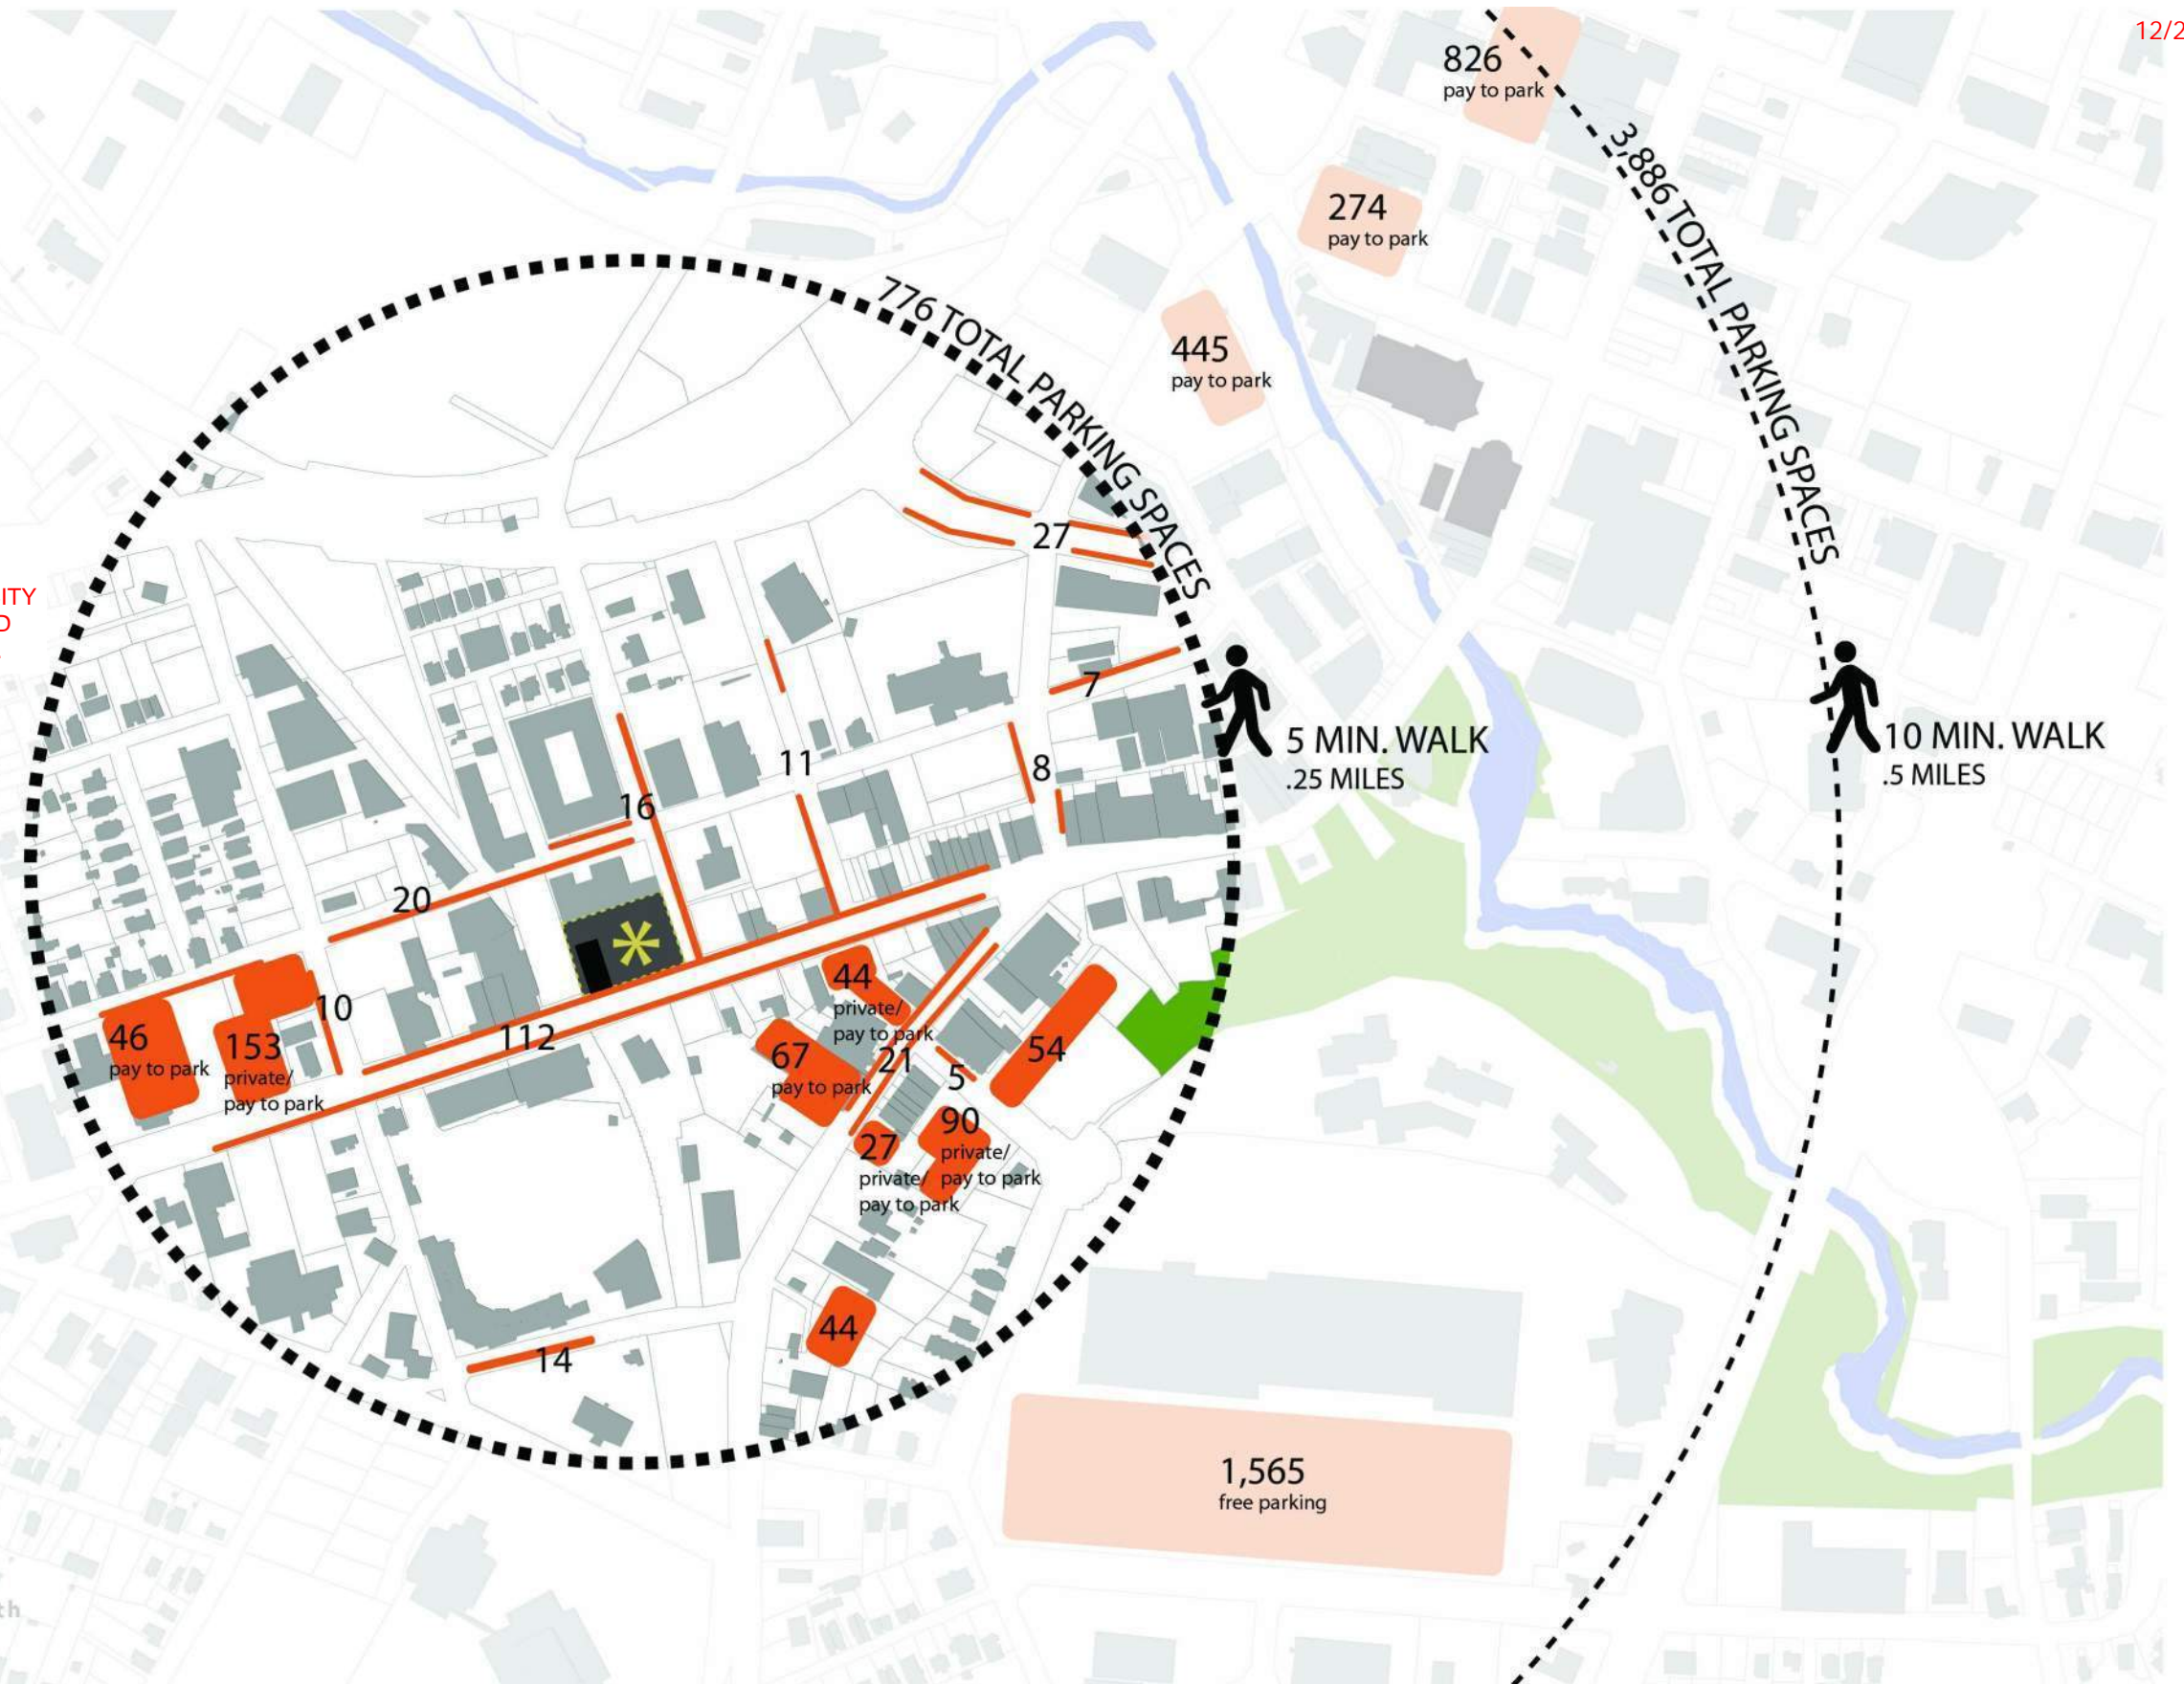 12/2
826
pay to park
3,886 TOTAL PARKING SPACES
274
pay to park
776 TOTAL PARKING SPACES
445
pay to park
27
ITY
7
5 MIN. WALK
.25 MILES
10 MIN. WALK
.5 MILES
11
8
16
20
44
private/
pay to park
10
112
46
pay to park
153
private/
pay to park
67
pay to park
21
5
54
90
private/
pay to park
27
private/
pay to park
44
14
1,565
free parking
th